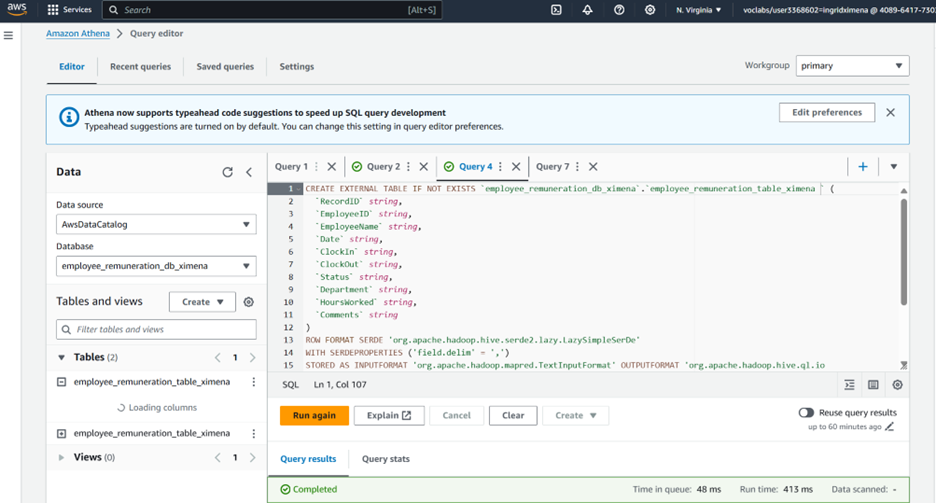 aws
Services
Search [Alt+S]
N. Virginia
voclabs/user3368602=ingridximena @ 4089-6417-730
Amazon Athena > Query editor
Editor
Recent queries
Saved queries
Settings
Workgroup
primary
Athena now supports typeahead code suggestions to speed up SQL query development
Typeahead suggestions are turned on by default. You can change this setting in query editor preferences.
Edit preferences
Data
Data source
AwsDataCatalog
Database
employee_remuneration_db_ximena
Tables and views
Create
Filter tables and views
Tables (2)
1
employee_remuneration_table_ximena
Loading columns
employee_remuneration_table_ximena
Views (0)
1
Query 1
Query 2
Query 4
Query 7
1 CREATE EXTERNAL TABLE IF NOT EXISTS `employee_remuneration_db_ximena`.`employee_remuneration_table_ximena ` (
2 `RecordID` string,
3 `EmployeeID` string,
4 `EmployeeName` string,
5 `Date` string,
6 `ClockIn` string,
7 `ClockOut` string,
8 `Status` string,
9 `Department` string,
10 `HoursWorked` string,
11 `Comments` string
12 )
13 ROW FORMAT SERDE 'org.apache.hadoop.hive.serde2.lazy.LazySimpleSerDe'
14 WITH SERDEPROPERTIES ('field.delim' = ',')
15 STORED AS INPUTFORMAT 'org.apache.hadoop.mapred.TextInputFormat' OUTPUTFORMAT 'org.apache.hadoop.hive.ql.io
SQL Ln 1, Col 107
Run again
Explain
Cancel
Clear
Create
Reuse query results
up to 60 minutes ago
Query results
Query stats
Completed
Time in queue: 48 ms
Run time: 413 ms
Data scanned: -